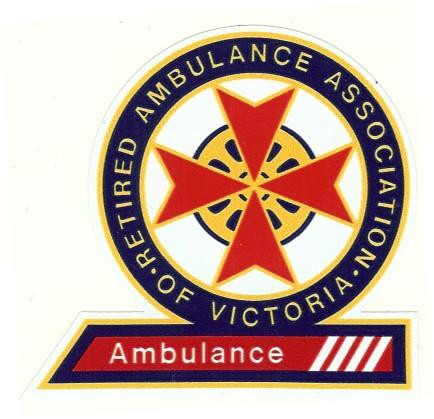 RETIRED AMBULANCE ASSOCIATION
• OF VICTORIA •
Ambulance